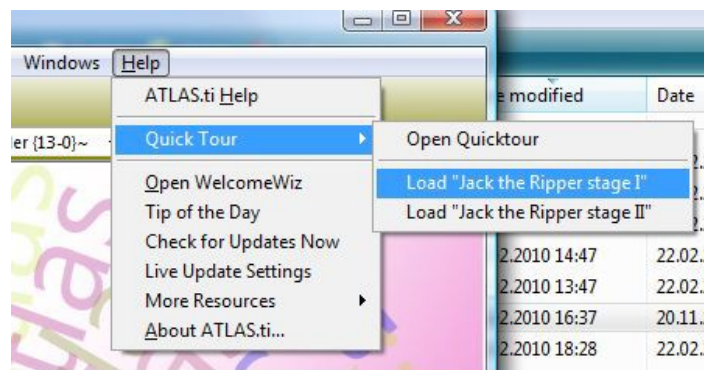 Windows Help
ATLAS.ti Help
Quick Tour
Open WelcomeWiz
Tip of the Day
Check for Updates Now
Live Update Settings
More Resources
About ATLAS.ti...
Open Quicktour
Load "Jack the Ripper stage I"
Load "Jack the Ripper stage II"
er {13-0}~
e modified Date
2.2010 14:47 22.02.
2.2010 13:47 22.02.
2.2010 16:37 20.11.
2.2010 18:28 22.02.